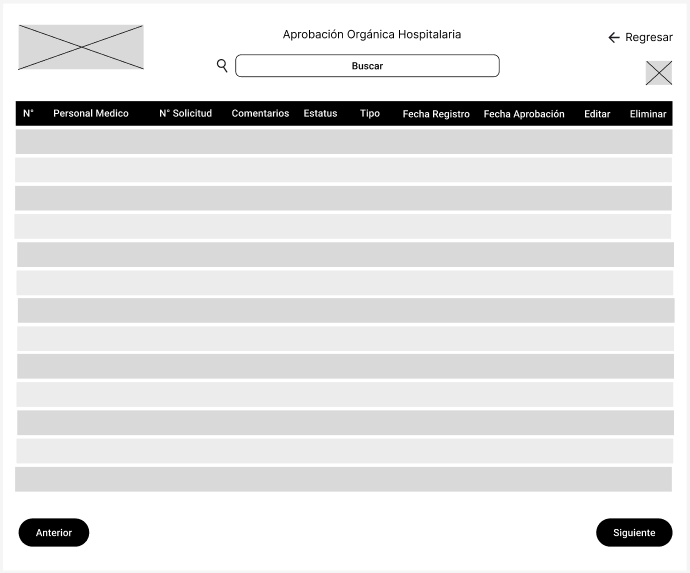 Aprobación Orgánica Hospitalaria
Regresar
Buscar
N° Personal Medico N° Solicitud Comentarios Estatus Tipo Fecha Registro Fecha Aprobación Editar Eliminar
Anterior Siguiente